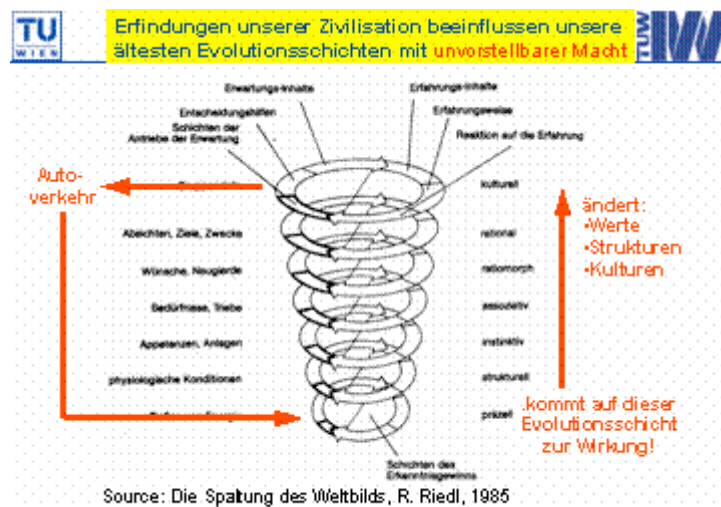 TU
WIEN
Erfindungen unserer Zivilisation beeinflussen unsere
ältesten Evolutionsschichten mit unvorstellbarer Macht
TUW
Erwartungs-Inhalte
Erfahrungs-Inhalte
Entscheidungshilfen
Erfahrungsweise
Schichten der
Antriebe der Erwartung
Reaktion auf die Erfahrung
Auto-
verkehr
kulturell
ändert:
•Werte
•Strukturen
•Kulturen
Absichten, Ziele, Zwecke
rational
Wünsche, Neugierde
ratiomorph
Bedürfnisse, Triebe
assoziativ
Appetenzen, Anlagen
instinktiv
physiologische Konditionen
strukturell
präzell
..kommt auf dieser
Evolutionsschicht
zur Wirkung!
Schichten des
Erkenntnisgewinns
Source: Die Spaltung des Weltbilds, R. Riedl, 1985